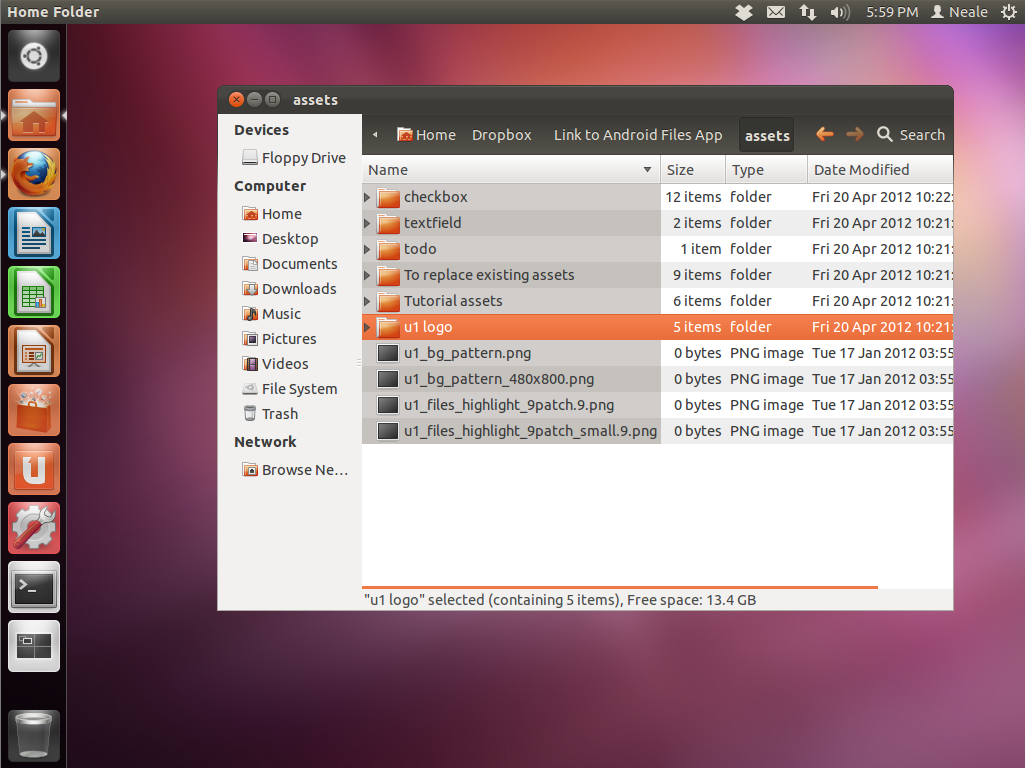 Home Folder
5:59 PM Neale
assets
Devices
Floppy Drive
Computer
Home
Desktop
Documents
Downloads
Music
Pictures
Videos
File System
Trash
Network
Browse Ne...
Home Dropbox Link to Android Files App assets Search
Name Size Type Date Modified
checkbox 12 items folder Fri 20 Apr 2012 10:22:
textfield 2 items folder Fri 20 Apr 2012 10:21:
todo 1 item folder Fri 20 Apr 2012 10:21:
To replace existing assets 9 items folder Fri 20 Apr 2012 10:21:
Tutorial assets 6 items folder Fri 20 Apr 2012 10:21:
u1 logo 5 items folder Fri 20 Apr 2012 10:21:
u1_bg_pattern.png 0 bytes PNG image Tue 17 Jan 2012 03:55
u1_bg_pattern_480x800.png 0 bytes PNG image Tue 17 Jan 2012 03:55
u1_files_highlight_9patch.9.png 0 bytes PNG image Tue 17 Jan 2012 03:55
u1_files_highlight_9patch_small.9.png 0 bytes PNG image Tue 17 Jan 2012 03:55
"u1 logo" selected (containing 5 items), Free space: 13.4 GB